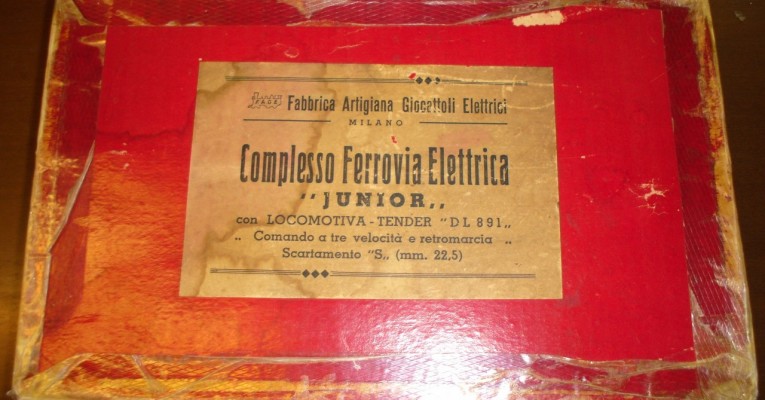 F.A.G.E. Fabbrica Artigiana Giocattoli Elettrici
MILANO
Complesso Ferrovia Elettrica
"JUNIOR„
con LOCOMOTIVA - TENDER "DL 891„
„ Comando a tre velocità e retromarcia „
Scartamento "S„ (mm. 22,5)